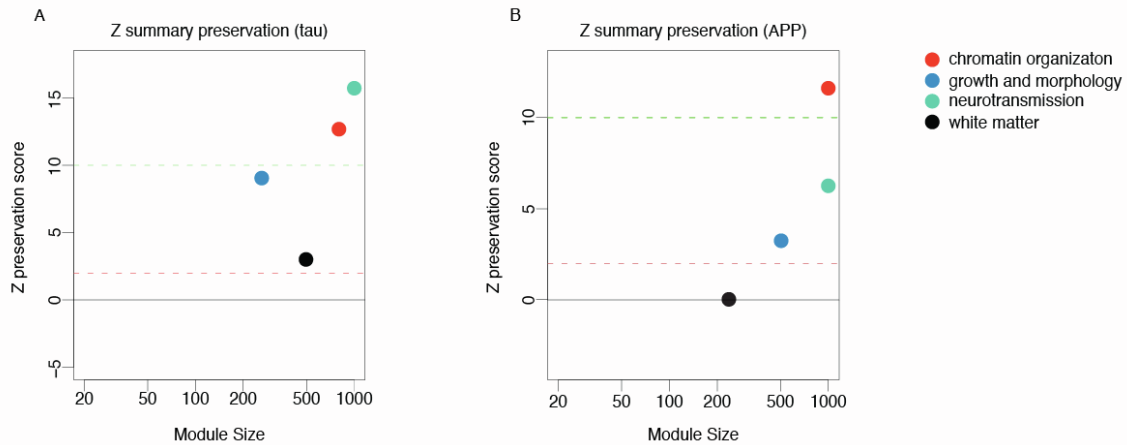 A
Z summary preservation (tau)
Z preservation score
15
10
5
0
−5
20
50
100
200
500
1000
Module Size
B
Z summary preservation (APP)
Z preservation score
10
5
0
20
50
100
200
500
1000
Module Size
chromatin organizaton
growth and morphology
neurotransmission
white matter